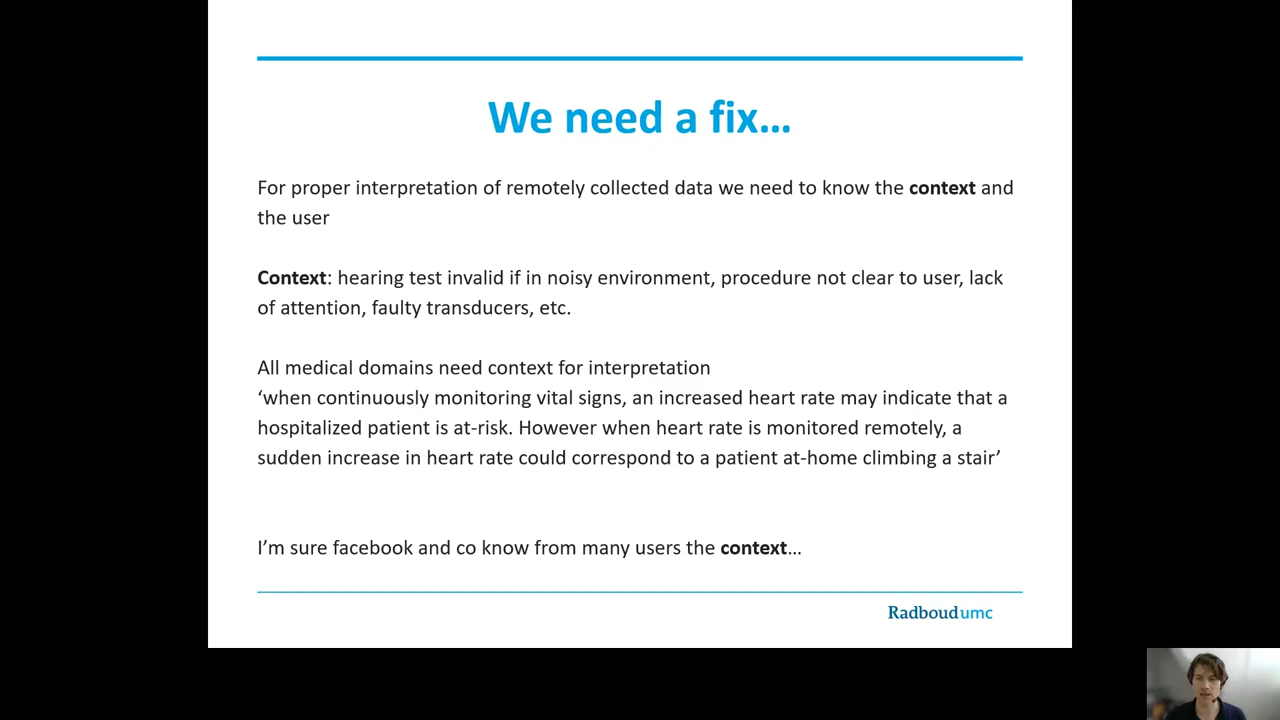 We need a fix...
For proper interpretation of remotely collected data we need to know the context and
the user
Context: hearing test invalid if in noisy environment, procedure not clear to user, lack
of attention, faulty transducers, etc.
All medical domains need context for interpretation
‘when continuously monitoring vital signs, an increased heart rate may indicate that a
hospitalized patient is at-risk. However when heart rate is monitored remotely, a
sudden increase in heart rate could correspond to a patient at-home climbing a stair’
I’m sure facebook and co know from many users the context...
Radboudumc